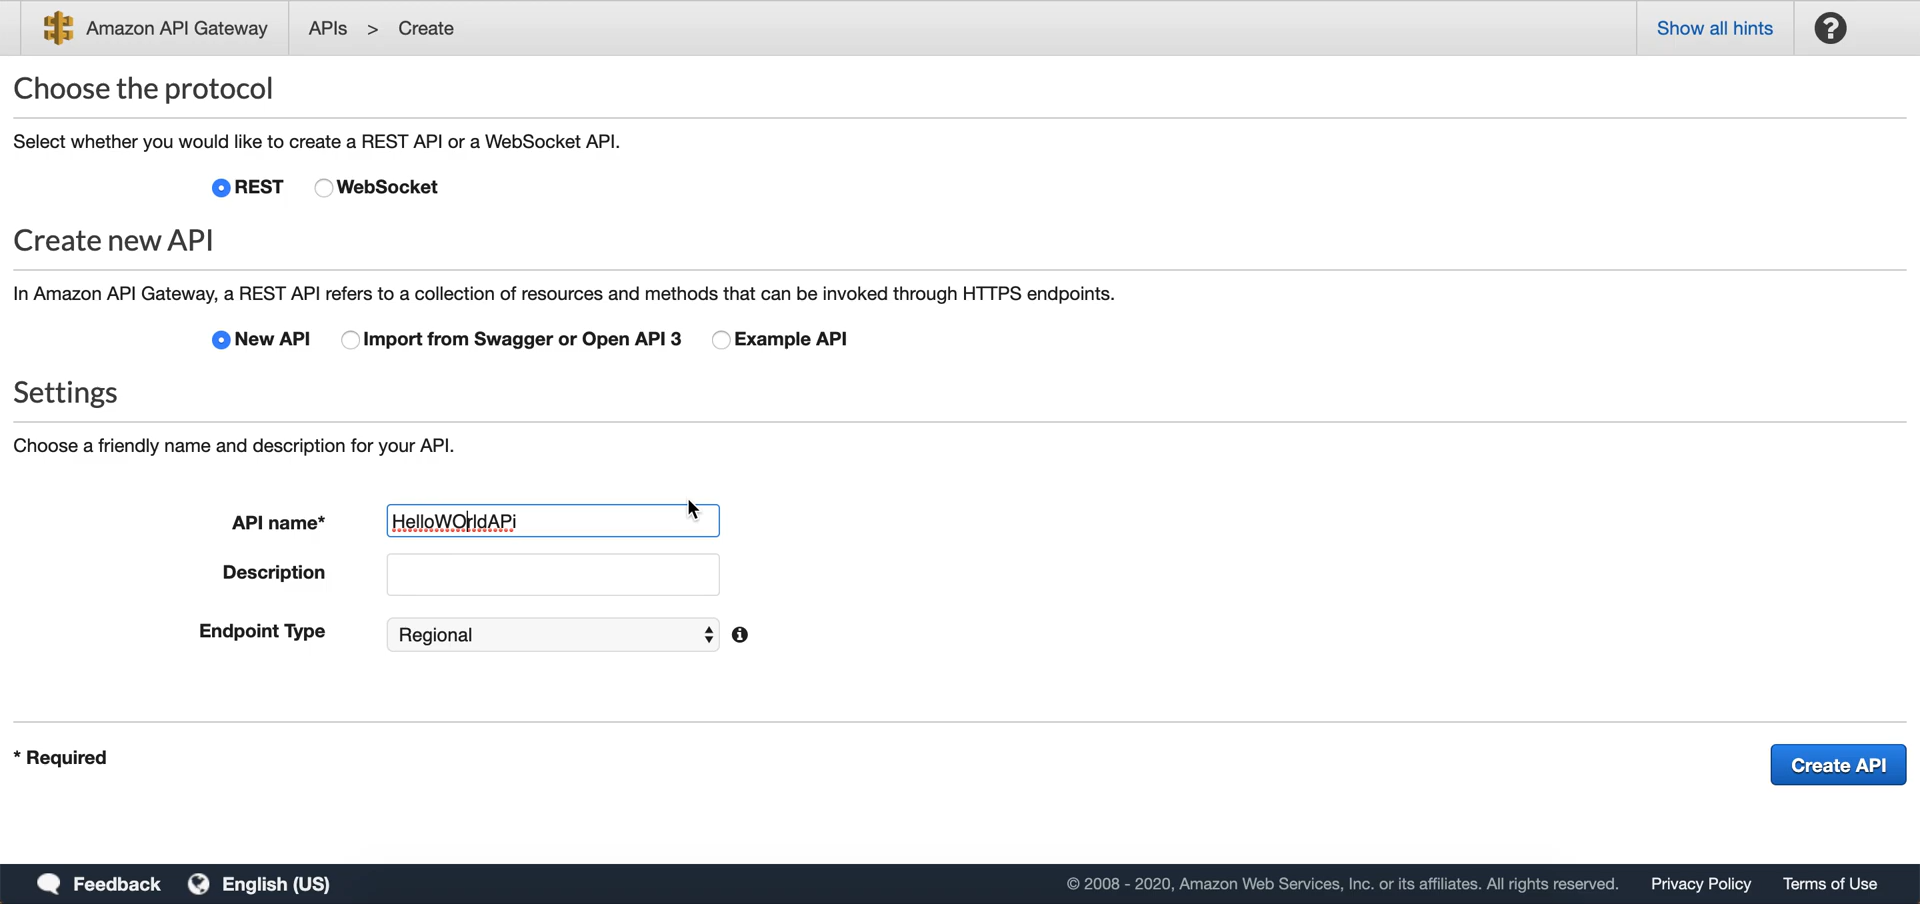 Amazon API Gateway APIs > Create Show all hints ?
Choose the protocol
Select whether you would like to create a REST API or a WebSocket API.
REST WebSocket
Create new API
In Amazon API Gateway, a REST API refers to a collection of resources and methods that can be invoked through HTTPS endpoints.
New API Import from Swagger or Open API 3 Example API
Settings
Choose a friendly name and description for your API.
API name* HelloWOrldAPi
Description
Endpoint Type Regional i
* Required
Create API
Feedback English (US) © 2008 - 2020, Amazon Web Services, Inc. or its affiliates. All rights reserved. Privacy Policy Terms of Use